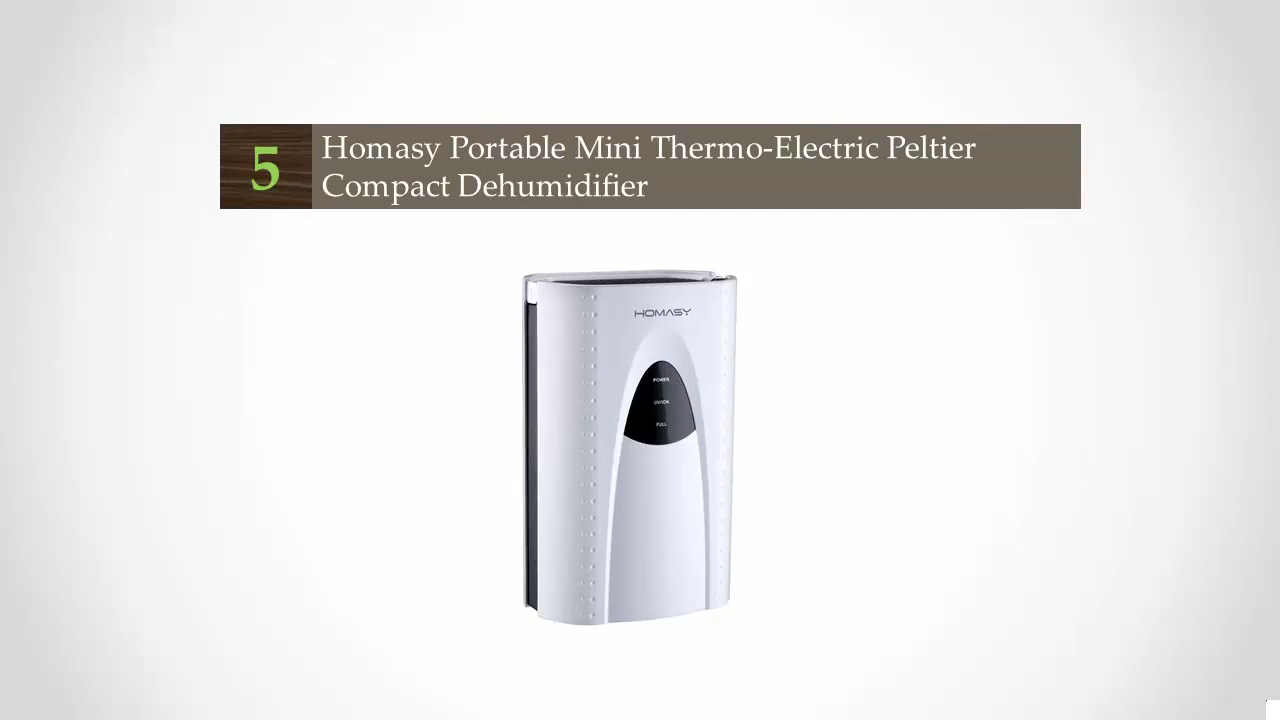 5
Homasy Portable Mini Thermo-Electric Peltier
Compact Dehumidifier
HOMASY
POWER
UV/ION
FULL